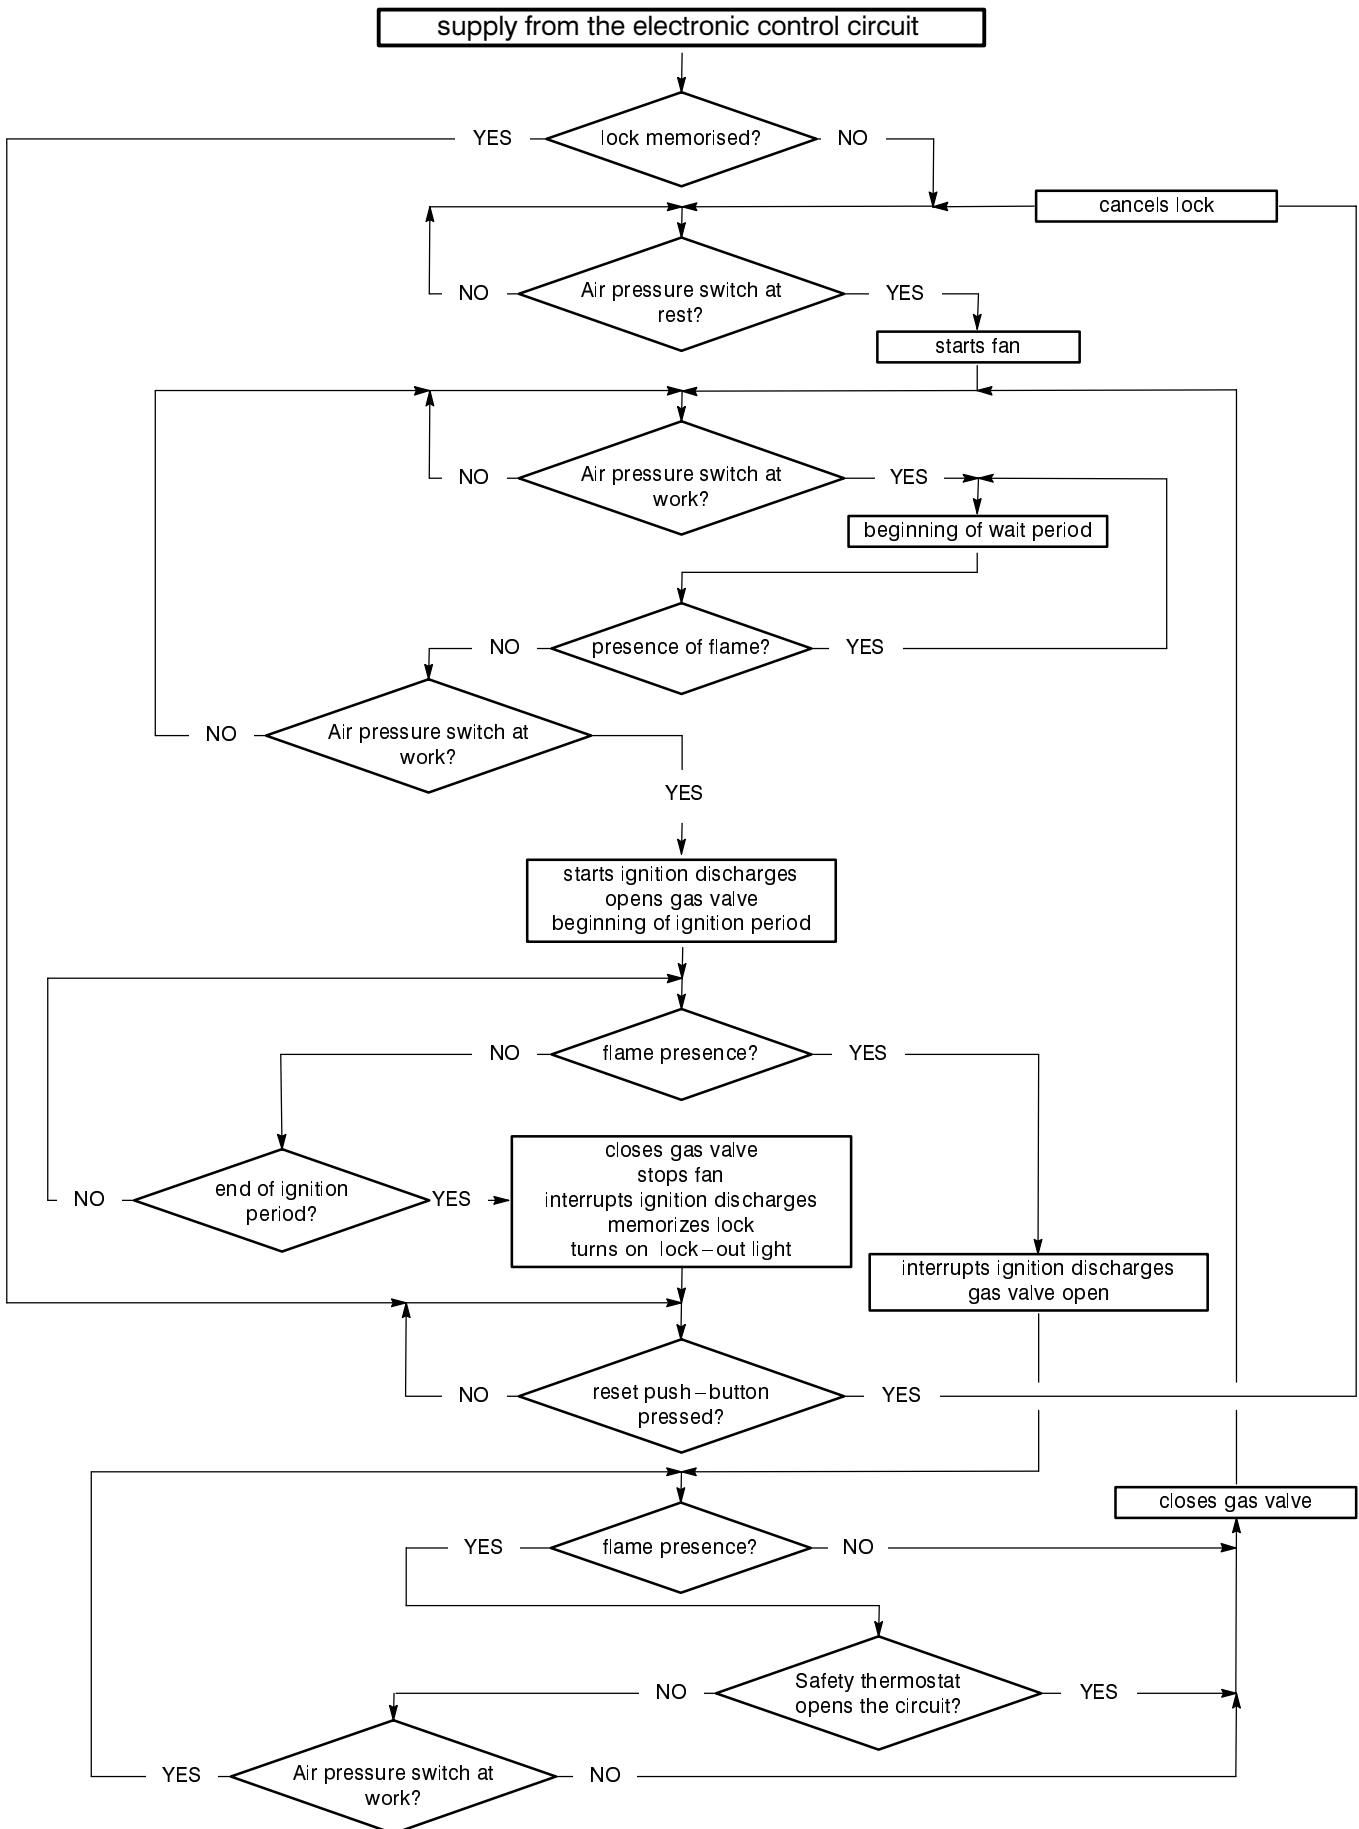 supply from the electronic control circuit
YES
lock memorised?
NO
cancels lock
NO
Air pressure switch at
rest?
YES
starts fan
NO
Air pressure switch at
work?
YES
beginning of wait period
NO
presence of flame?
YES
NO
Air pressure switch at
work?
YES
starts ignition discharges
opens gas valve
beginning of ignition period
NO
flame presence?
YES
NO
end of ignition
period?
YES
closes gas valve
stops fan
interrupts ignition discharges
memorizes lock
turns on lock–out light
interrupts ignition discharges
gas valve open
NO
reset push–button
pressed?
YES
closes gas valve
YES
flame presence?
NO
NO
Safety thermostat
opens the circuit?
YES
YES
Air pressure switch at
work?
NO